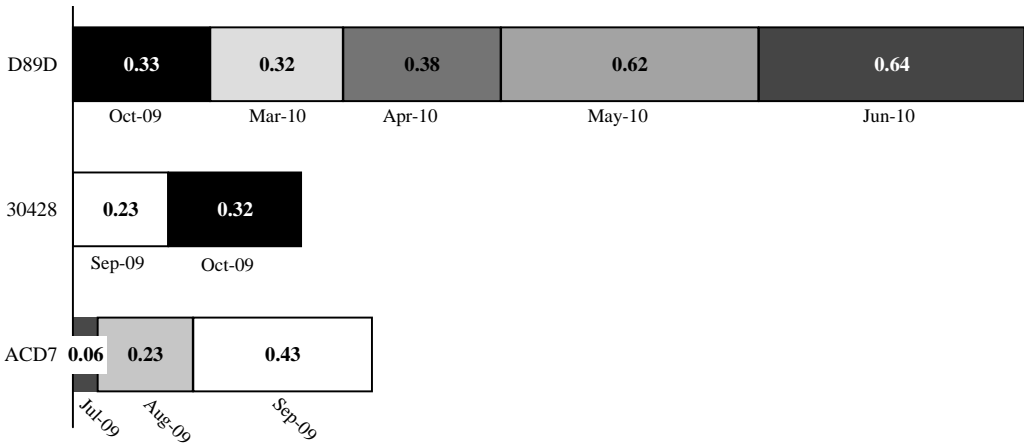 D89D 0.33 0.32 0.38 0.62 0.64
Oct-09 Mar-10 Apr-10 May-10 Jun-10
30428 0.23 0.32
Sep-09 Oct-09
ACD7 0.06 0.23 0.43
Jul-09 Aug-09 Sep-09